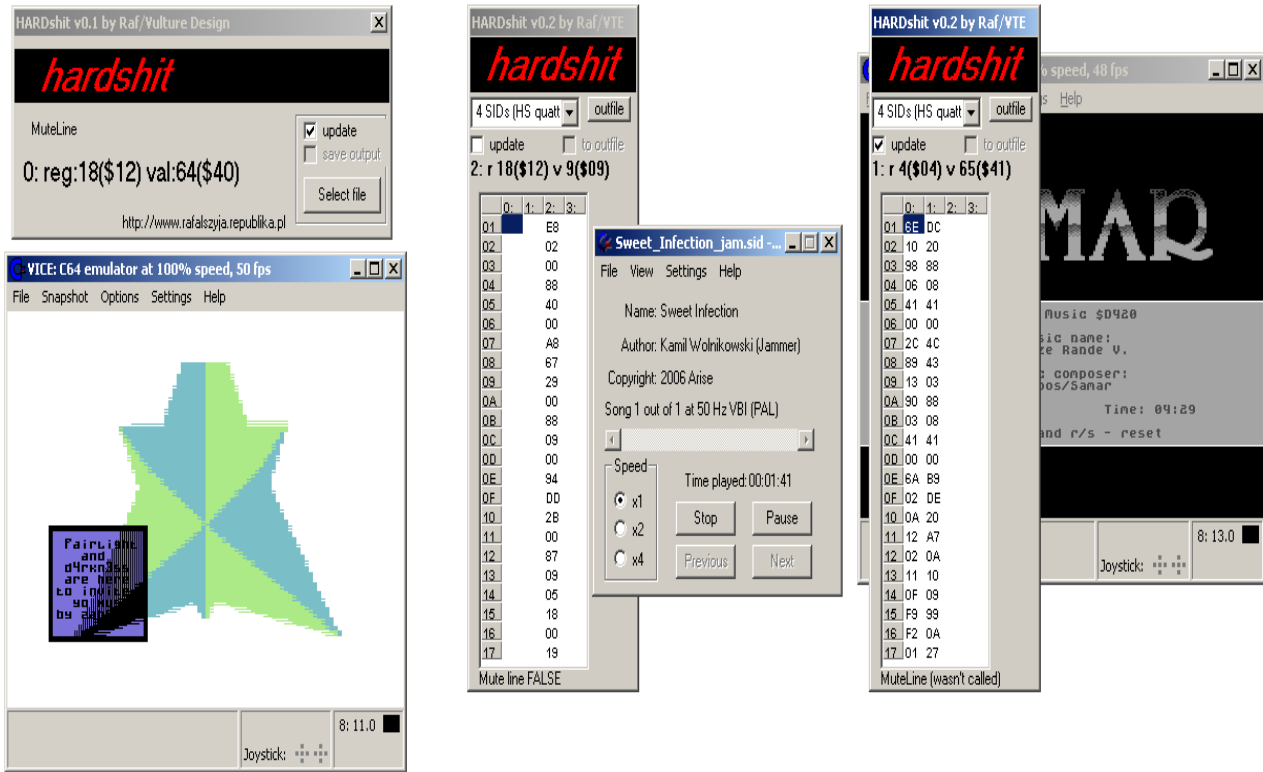 HARDshit v0.1 by Raf/Vulture Design
hardshit
MuteLine
update
save output
0: reg:18($12) val:64($40)
Select file
http://www.rafalszyja.republika.pl
VICE: C64 emulator at 100% speed, 50 fps
File Snapshot Options Settings Help
PairLight
and
d4rkn3ss
are here
to
by
8: 11.0
Joystick:
HARDshit v0.2 by Raf/VTE
hardshit
4 SIDs (HS quatt outfile
update to outfile
2: r 18($12) v 9($09)
0: 1: 2: 3:
01 E8
02 02
03 00
04 88
05 40
06 00
07 A8
08 67
09 29
0A 00
0B 88
0C 09
0D 00
0E 94
0F DD
10 2B
11 00
12 87
13 09
14 05
15 18
16 00
17 19
Mute line FALSE
Sweet_Infection_jam.sid -...
File View Settings Help
Name: Sweet Infection
Author: Kamil Wolnikowski (Jammer)
Copyright: 2006 Arise
Song 1 out of 1 at 50 Hz VBI (PAL)
Speed
x1
x2
x4
Time played: 00:01:41
Stop Pause
Previous Next
HARDshit v0.2 by Raf/VTE
hardshit
4 SIDs (HS quatt outfile
update to outfile
1: r 4($04) v 65($41)
0: 1: 2: 3:
01 6E DC
02 10 20
03 98 88
04 06 08
05 41 41
06 00 00
07 2C 4C
08 89 43
09 13 03
0A 90 88
0B 03 08
0C 41 41
0D 00 00
0E 6A B9
0F 02 DE
10 0A 20
11 12 A7
12 02 0A
13 11 10
14 0F 09
15 F9 99
16 F2 0A
17 01 27
MuteLine (wasn't called)
% speed, 48 fps
Help
MAR
Music $D420
name:
Rande V.
composer:
/Samar
Time: 04:29
and r/s - reset
8: 13.0
Joystick: